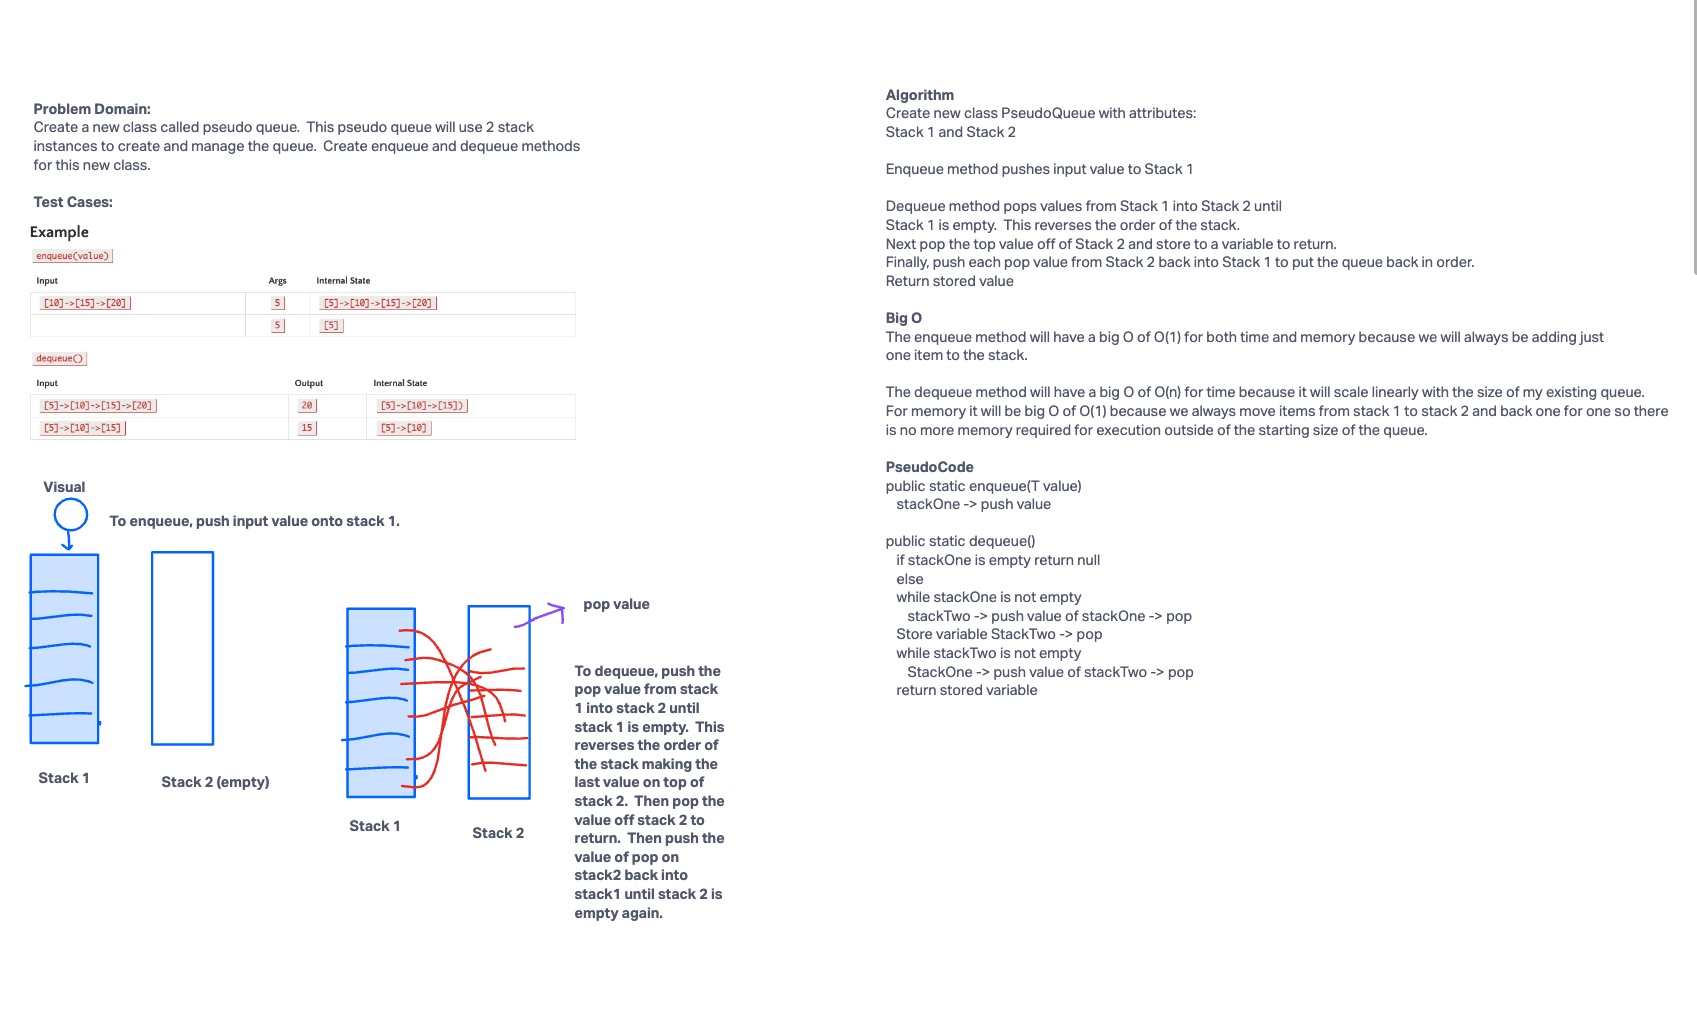 Problem Domain:
Create a new class called pseudo queue. This pseudo queue will use 2 stack
instances to create and manage the queue. Create enqueue and dequeue methods
for this new class.
Test Cases:
Example
enqueue(value)
Input Args Internal State
[10]->[15]->[20] 5 [5]->[10]->[15]->[20]
5 [5]
dequeue()
Input Output Internal State
[5]->[10]->[15]->[20] 20 [5]->[10]->[15])
[5]->[10]->[15] 15 [5]->[10]
Visual
To enqueue, push input value onto stack 1.
Stack 1
Stack 2 (empty)
pop value
To dequeue, push the
pop value from stack
1 into stack 2 until
stack 1 is empty. This
reverses the order of
the stack making the
last value on top of
stack 2. Then pop the
value off stack 2 to
return. Then push the
value of pop on
stack2 back into
stack1 until stack 2 is
empty again.
Stack 1
Stack 2
Algorithm
Create new class PseudoQueue with attributes:
Stack 1 and Stack 2
Enqueue method pushes input value to Stack 1
Dequeue method pops values from Stack 1 into Stack 2 until
Stack 1 is empty. This reverses the order of the stack.
Next pop the top value off of Stack 2 and store to a variable to return.
Finally, push each pop value from Stack 2 back into Stack 1 to put the queue back in order.
Return stored value
Big O
The enqueue method will have a big O of O(1) for both time and memory because we will always be adding just
one item to the stack.
The dequeue method will have a big O of O(n) for time because it will scale linearly with the size of my existing queue.
For memory it will be big O of O(1) because we always move items from stack 1 to stack 2 and back one for one so there
is no more memory required for execution outside of the starting size of the queue.
PseudoCode
public static enqueue(T value)
stackOne -> push value
public static dequeue()
if stackOne is empty return null
else
while stackOne is not empty
stackTwo -> push value of stackOne -> pop
Store variable StackTwo -> pop
while stackTwo is not empty
StackOne -> push value of stackTwo -> pop
return stored variable